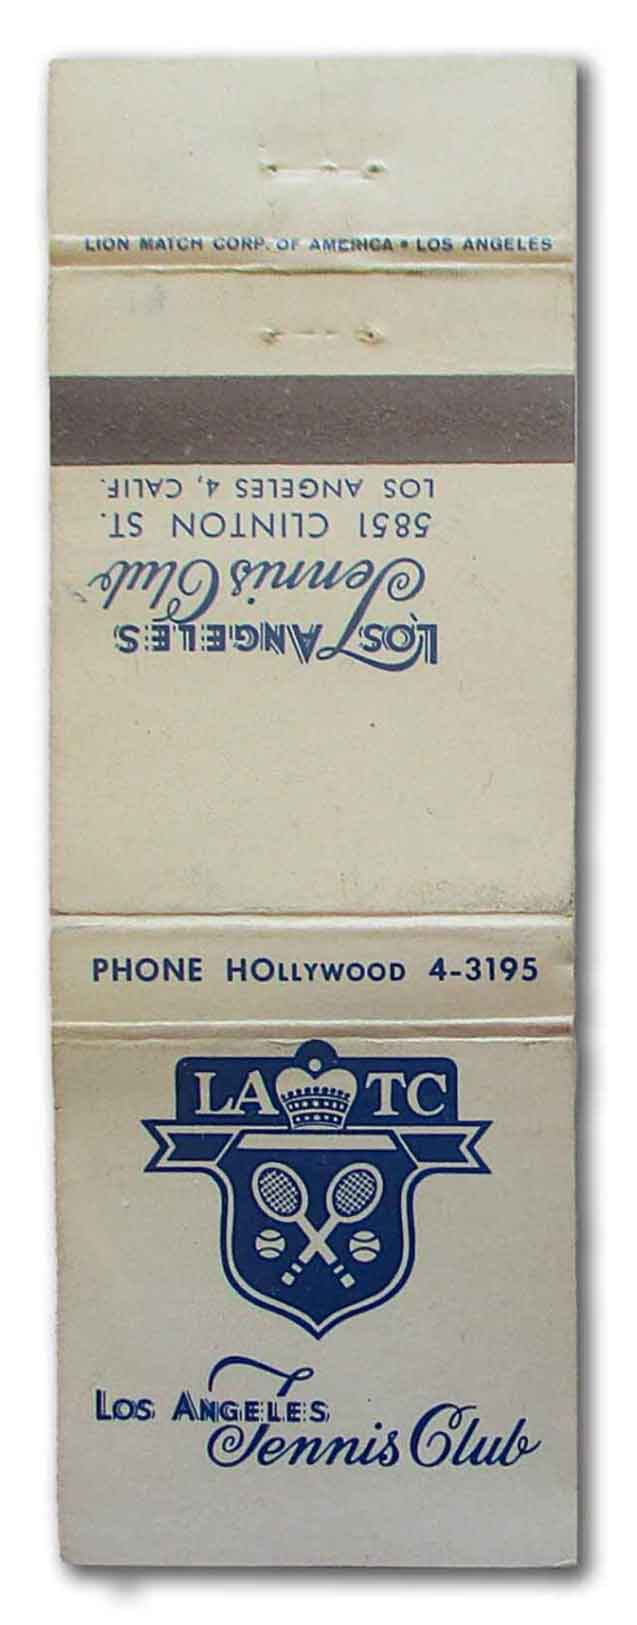 LION MATCH CORP. OF AMERICA • LOS ANGELES
LOS ANGELES
Tennis Club
5851 CLINTON ST.
LOS ANGELES 4, CALIF.
PHONE HOLLYWOOD 4-3195
LA TC
LOS ANGELES
Tennis Club